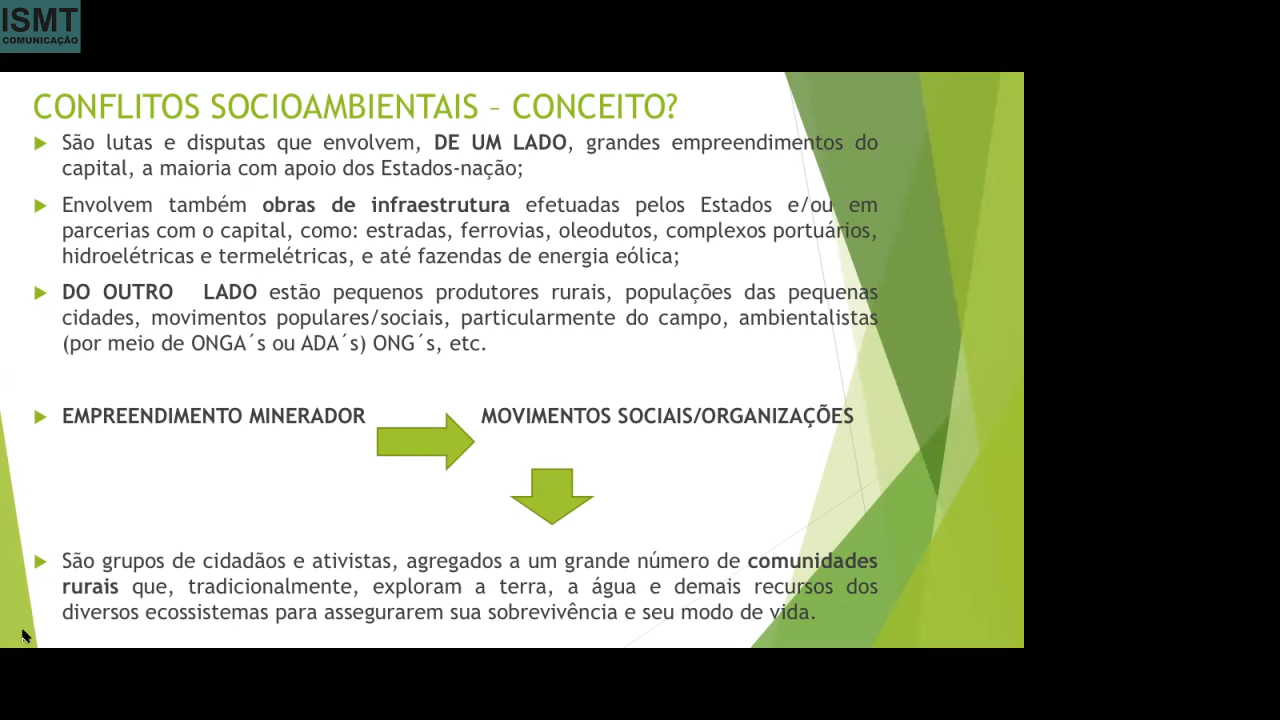 ISMT
COMUNICAÇÃO
CONFLITOS SOCIOAMBIENTAIS – CONCEITO?
São lutas e disputas que envolvem, DE UM LADO, grandes empreendimentos do
capital, a maioria com apoio dos Estados-nação;
Envolvem também obras de infraestrutura efetuadas pelos Estados e/ou em
parcerias com o capital, como: estradas, ferrovias, oleodutos, complexos portuários,
hidroelétricas e termelétricas, e até fazendas de energia eólica;
DO OUTRO LADO estão pequenos produtores rurais, populações das pequenas
cidades, movimentos populares/sociais, particularmente do campo, ambientalistas
(por meio de ONGA´s ou ADA´s) ONG´s, etc.
EMPREENDIMENTO MINERADOR MOVIMENTOS SOCIAIS/ORGANIZAÇÕES
São grupos de cidadãos e ativistas, agregados a um grande número de comunidades
rurais que, tradicionalmente, exploram a terra, a água e demais recursos dos
diversos ecossistemas para assegurarem sua sobrevivência e seu modo de vida.